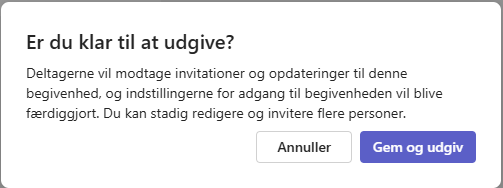 Er du klar til at udgive?
Deltagerne vil modtage invitationer og opdateringer til denne
begivenhed, og indstillingerne for adgang til begivenheden vil blive
færdiggjort. Du kan stadig redigere og invitere flere personer.
Annuller
Gem og udgiv